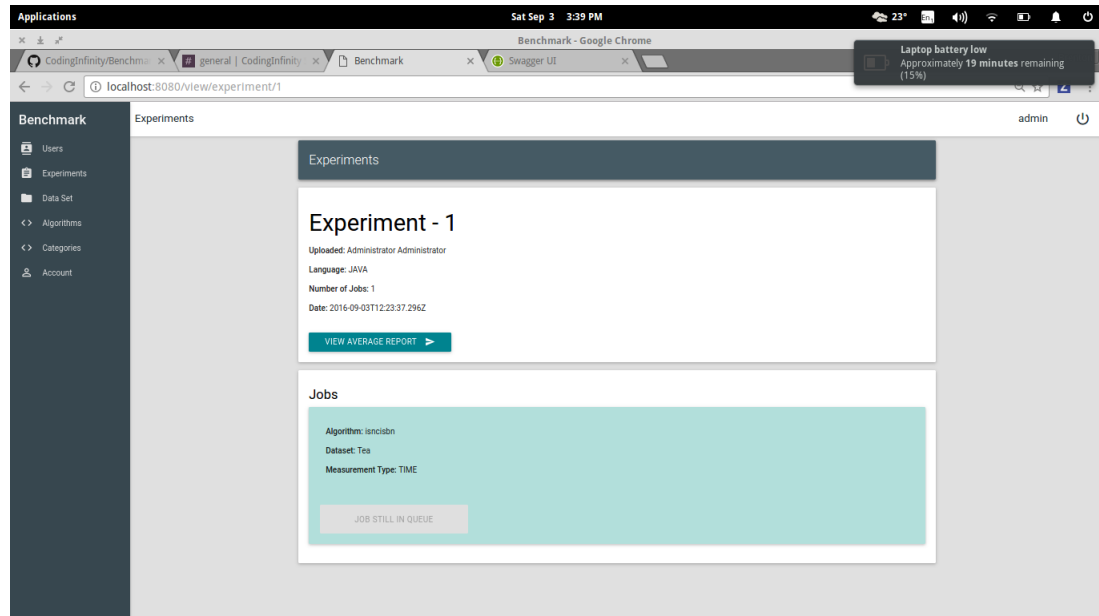 Applications
Sat Sep 3 3:39 PM
23°
En₁
Benchmark - Google Chrome
CodingInfinity/Benchma
general | CodingInfinity
Benchmark
Swagger UI
Laptop battery low
Approximately 19 minutes remaining
(15%)
localhost:8080/view/experiment/1
Z
Benchmark
Experiments
admin
Users
Experiments
Data Set
Algorithms
Categories
Account
Experiments
Experiment - 1
Uploaded: Administrator Administrator
Language: JAVA
Number of Jobs: 1
Date: 2016-09-03T12:23:37.296Z
VIEW AVERAGE REPORT
Jobs
Algorithm: isncisbn
Dataset: Tea
Measurement Type: TIME
JOB STILL IN QUEUE